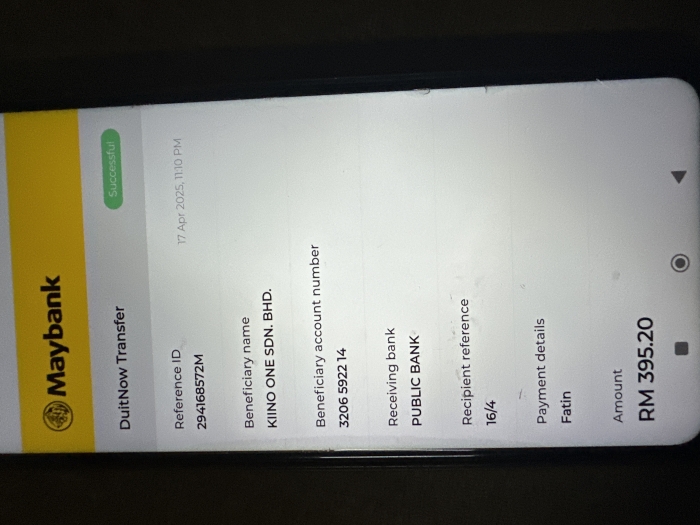 Maybank
DuitNow Transfer
Successful
Reference ID
17 Apr 2025, 11:10 PM
294168572M
Beneficiary name
KIINO ONE SDN. BHD.
Beneficiary account number
3206 5922 14
Receiving bank
PUBLIC BANK
Recipient reference
16/4
Payment details
Fatin
Amount
RM 395.20